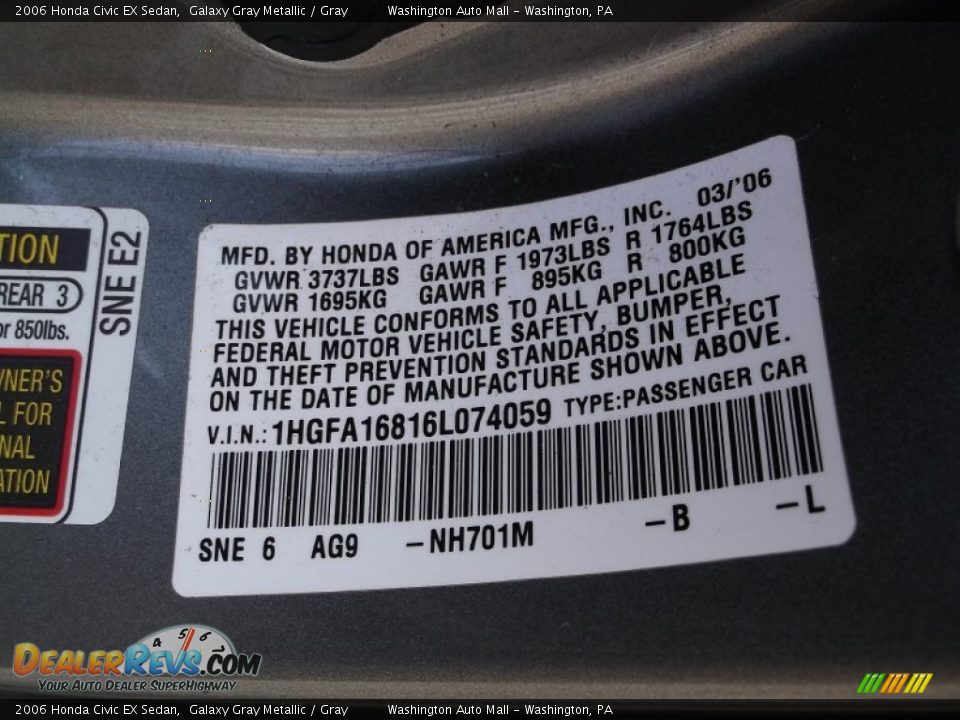 2006 Honda Civic EX Sedan, Galaxy Gray Metallic / Gray Washington Auto Mall - Washington, PA
MFD. BY HONDA OF AMERICA MFG., INC. 03/'06
GVWR 3737LBS GAWR F 1973LBS R 1764LBS
GVWR 1695KG GAWR F 895KG R 800KG
THIS VEHICLE CONFORMS TO ALL APPLICABLE
FEDERAL MOTOR VEHICLE SAFETY, BUMPER,
AND THEFT PREVENTION STANDARDS IN EFFECT
ON THE DATE OF MANUFACTURE SHOWN ABOVE.
V.I.N.: 1HGFA16816L074059 TYPE:PASSENGER CAR
SNE 6 AG9 -NH701M -B -L
TION
REAR 3
or 850lbs.
SNE E2
WNER'S
L FOR
NAL
ATION
4 5 6
DEALERREVS.COM
YOUR AUTO DEALER SUPERHIGHWAY
2006 Honda Civic EX Sedan, Galaxy Gray Metallic / Gray Washington Auto Mall - Washington, PA